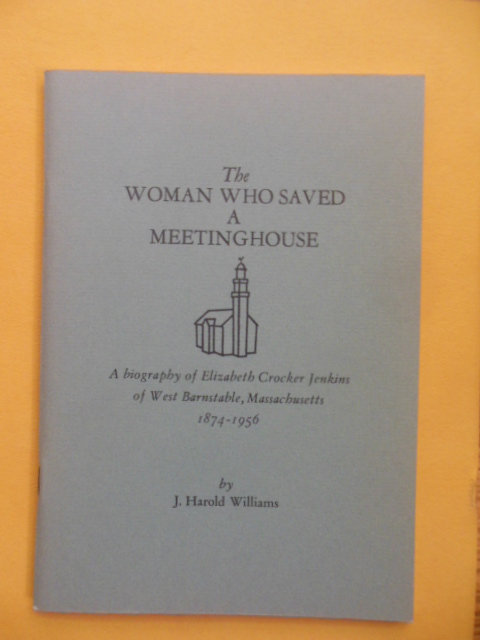 The
WOMAN WHO SAVED
A
MEETINGHOUSE
A biography of Elizabeth Crocker Jenkins
of West Barnstable, Massachusetts
1874-1956
by
J. Harold Williams